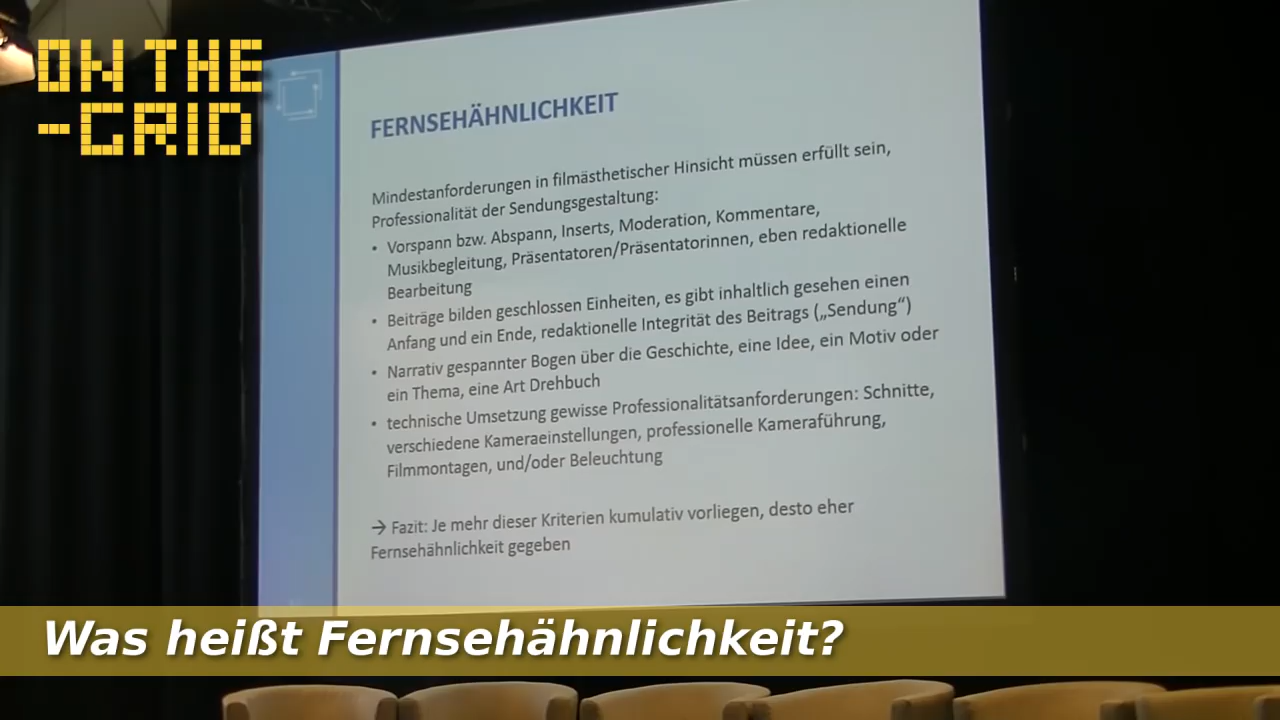 ON THE
-GRID
FERNSEHÄHNLICHKEIT
Mindestanforderungen in filmästhetischer Hinsicht müssen erfüllt sein,
Professionalität der Sendungsgestaltung:
• Vorspann bzw. Abspann, Inserts, Moderation, Kommentare,
Musikbegleitung, Präsentatoren/Präsentatorinnen, eben redaktionelle
Bearbeitung
• Beiträge bilden geschlossen Einheiten, es gibt inhaltlich gesehen einen
Anfang und ein Ende, redaktionelle Integrität des Beitrags („Sendung“)
• Narrativ gespannter Bogen über die Geschichte, eine Idee, ein Motiv oder
ein Thema, eine Art Drehbuch
• technische Umsetzung gewisse Professionalitätsanforderungen: Schnitte,
verschiedene Kameraeinstellungen, professionelle Kameraführung,
Filmmontagen, und/oder Beleuchtung
→ Fazit: Je mehr dieser Kriterien kumulativ vorliegen, desto eher
Fernsehähnlichkeit gegeben
Was heißt Fernsehähnlichkeit?